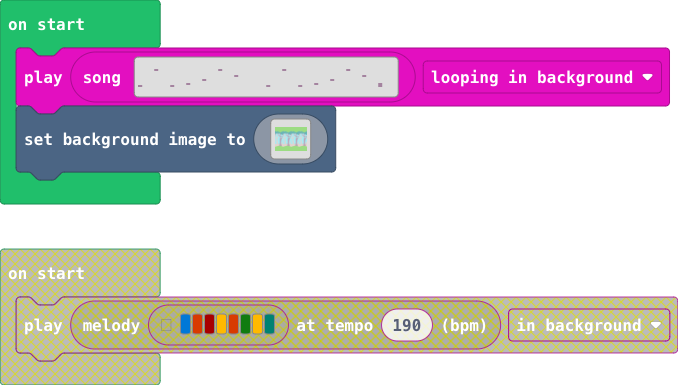 on start
play song looping in background
set background image to
on start
play melody at tempo 190 (bpm) in background